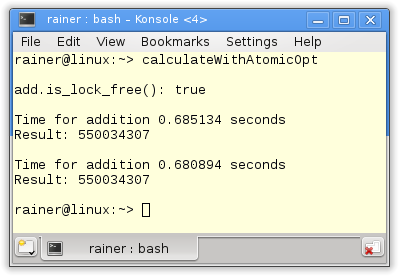 rainer : bash – Konsole <4>
File Edit View Bookmarks Settings Help
rainer@linux:~> calculateWithAtomicOpt
add.is_lock_free(): true
Time for addition 0.685134 seconds
Result: 550034307
Time for addition 0.680894 seconds
Result: 550034307
rainer@linux:~>
rainer : bash